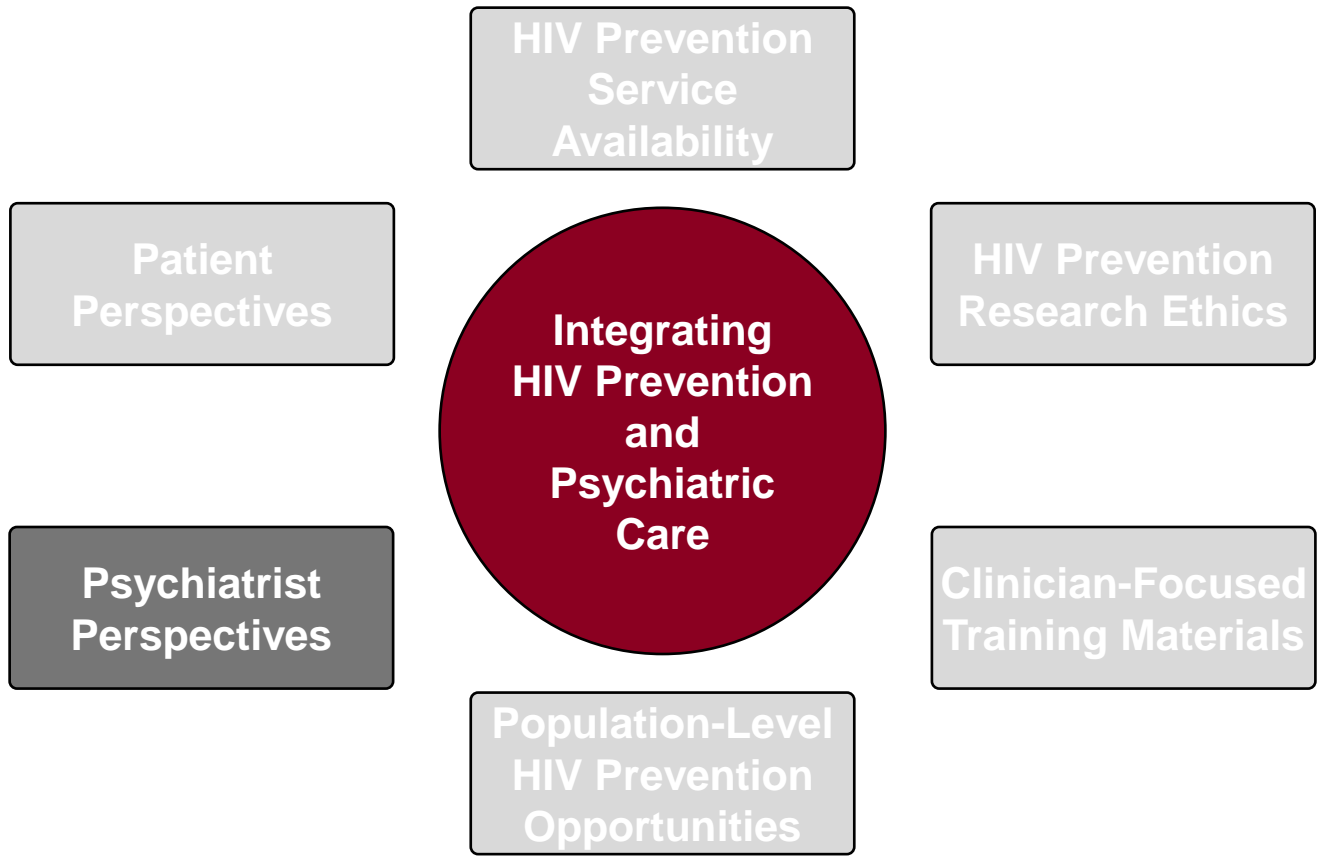 HIV Prevention
Service
Availability
Patient
Perspectives
HIV Prevention
Research Ethics
Integrating
HIV Prevention
and
Psychiatric
Care
Psychiatrist
Perspectives
Clinician-Focused
Training Materials
Population-Level
HIV Prevention
Opportunities